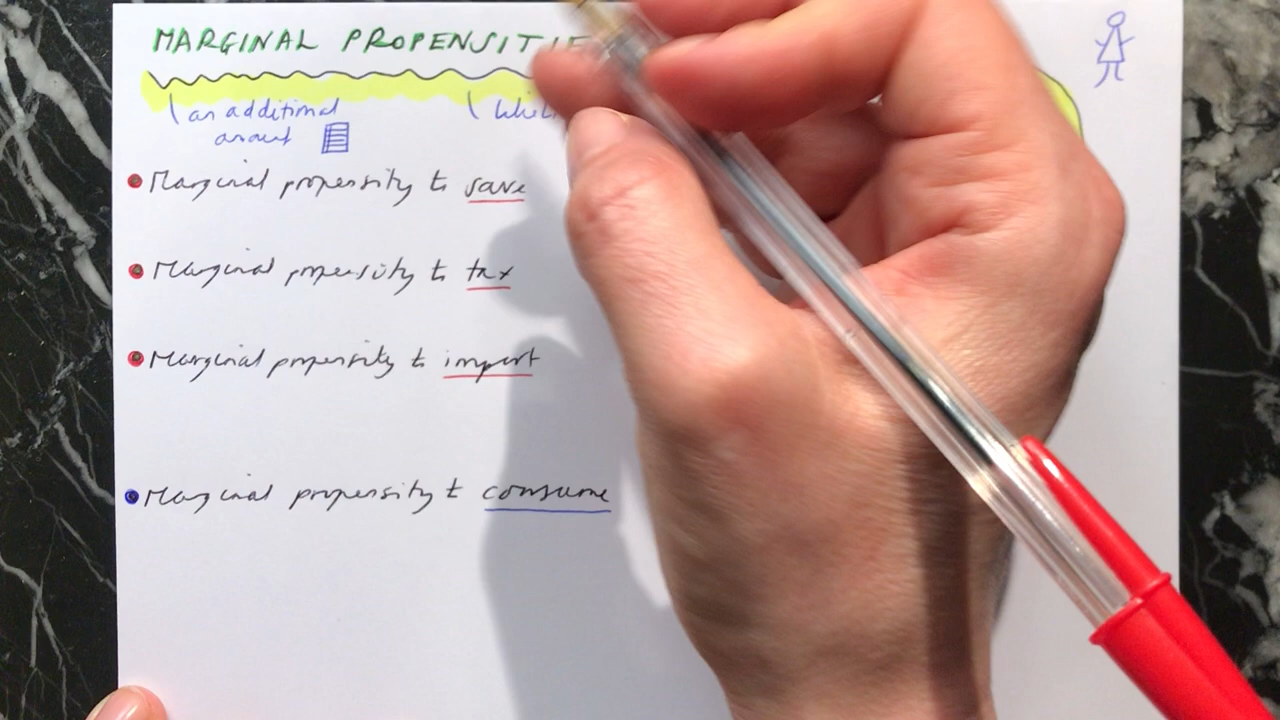 MARGINAL PROPENSITIE
an additional
amount
Marginal propensity to save
Marginal propensity to tax
Marginal propensity to import
Marginal propensity to consume